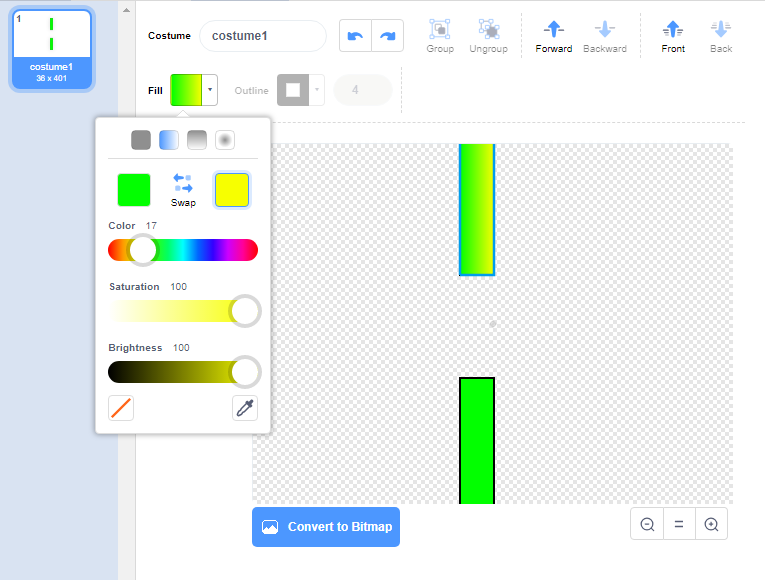 1
costume1
36 x 401
Costume
costume1
Group
Ungroup
Forward
Backward
Front
Back
Fill
Outline
4
Swap
Color 17
Saturation 100
Brightness 100
Convert to Bitmap